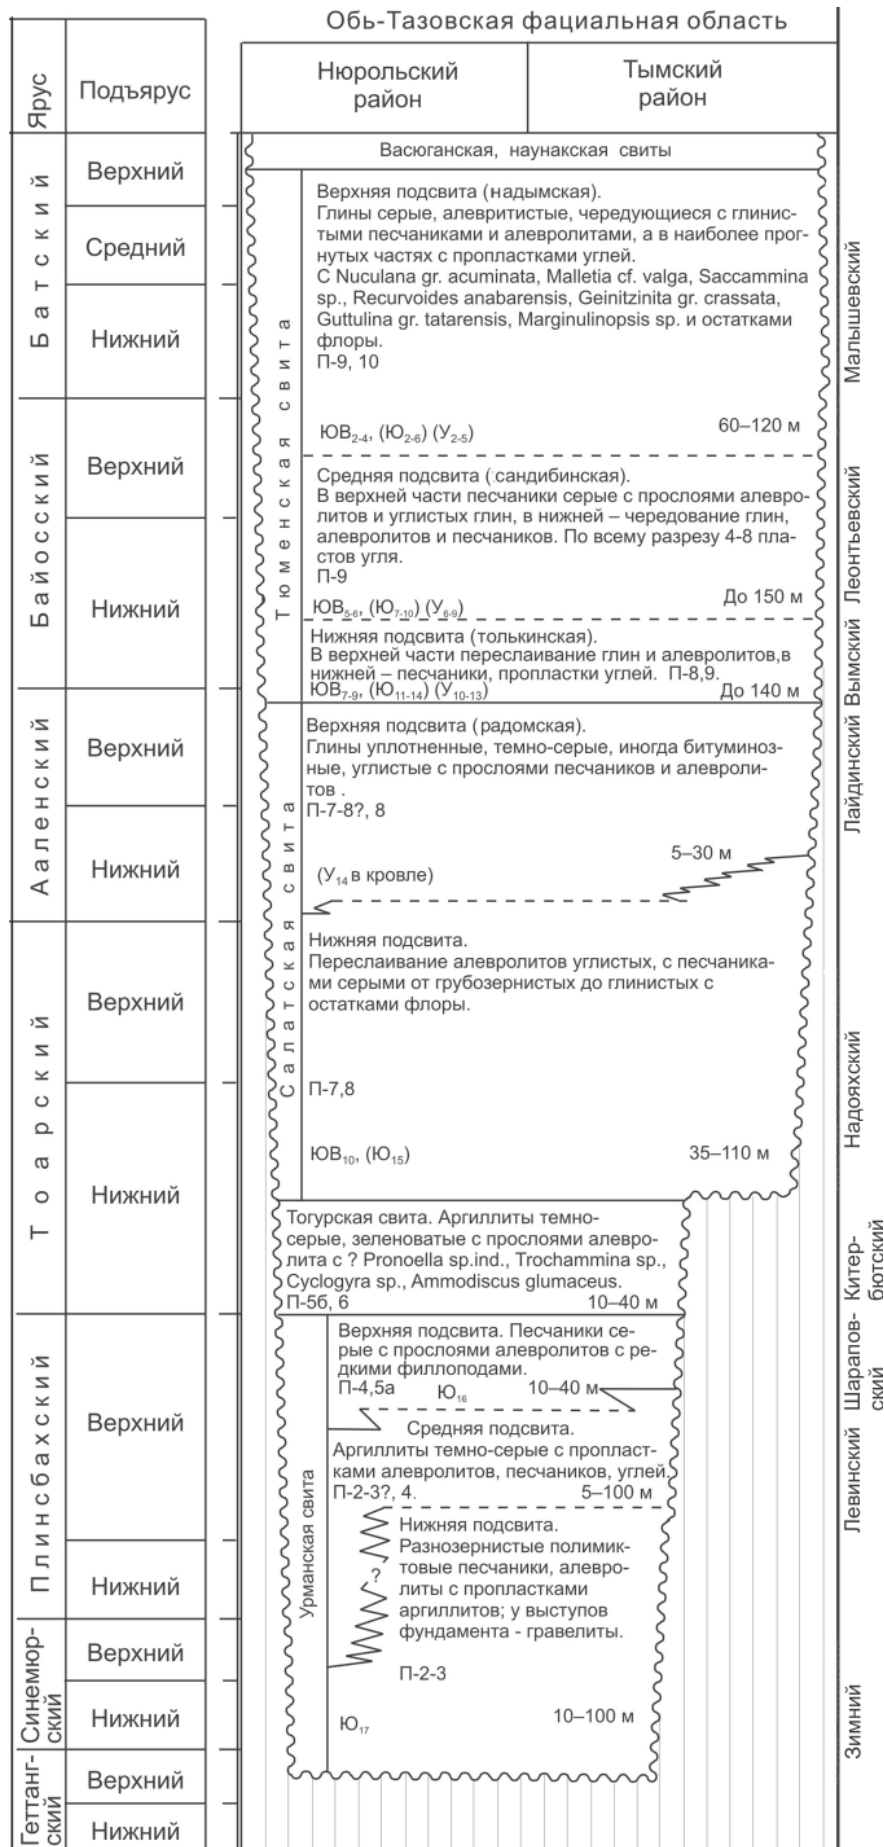 Обь-Тазовская фациальная область
Ярус
Подъярус
Нюрольский
район
Тымский
район
Батский
Верхний
Средний
Нижний
Байосский
Верхний
Нижний
Ааленский
Верхний
Нижний
Тоарский
Верхний
Нижний
Плинсбахский
Верхний
Нижний
Синемюр-
ский
Верхний
Нижний
Геттанг-
ский
Верхний
Нижний
Васюганская, наунакская свиты
Тюменская свита
Верхняя подсвита (надымская).
Глины серые, алевритистые, чередующиеся с глинис-
тыми песчаниками и алевролитами, а в наиболее прог-
нутых частях с пропластками углей.
С Nuculana gr. acuminata, Malletia cf. valga, Saccammina
sp., Recurvoides anabarensis, Geinitzinita gr. crassata,
Guttulina gr. tatarensis, Marginulinopsis sp. и остатками
флоры.
П-9, 10
ЮВ2-4, (Ю2-6) (У2-5) 60–120 м
Средняя подсвита (сандибинская).
В верхней части песчаники серые с прослоями алевро-
литов и углистых глин, в нижней – чередование глин,
алевролитов и песчаников. По всему разрезу 4-8 плас-
тов угля.
П-9
ЮВ5-6, (Ю7-10) (У6-9) До 150 м
Нижняя подсвита (толькинская).
В верхней части переслаивание глин и алевролитов,в
нижней – песчаники, пропластки углей. П-8,9.
ЮВ7-9, (Ю11-14) (У10-13) До 140 м
Салатская свита
Верхняя подсвита (радомская).
Глины уплотненные, темно-серые, иногда битуминоз-
ные, углистые с прослоями песчаников и алевроли-
тов .
П-7-8?, 8
5–30 м
(У14 в кровле)
Нижняя подсвита.
Переслаивание алевролитов углистых, с песчаника-
ми серыми от грубозернистых до глинистых с
остатками флоры.
П-7,8
ЮВ10, (Ю15) 35–110 м
Тогурская свита. Аргиллиты темно-
серые, зеленоватые с прослоями алевро-
лита с ? Pronoella sp.ind., Trochammina sp.,
Cyclogyra sp., Ammodiscus glumaceus.
П-5б, 6 10–40 м
Урманская свита
Верхняя подсвита. Песчаники се-
рые с прослоями алевролитов с ре-
дкими филлоподами.
П-4,5а Ю16 10–40 м
Средняя подсвита.
Аргиллиты темно-серые с пропласт-
ками алевролитов, песчаников, углей.
П-2-3?, 4. 5–100 м
Нижняя подсвита.
Разнозернистые полимик-
товые песчаники, алевро-
литы с пропластками
аргиллитов; у выступов
фундамента - гравелиты.
?
П-2-3
Ю17 10–100 м
Малышевский
Леонтьевский
Вымский
Лайдинский
Надояхский
Китер-
бютский
Шарапов-
ский
Левинский
Зимний